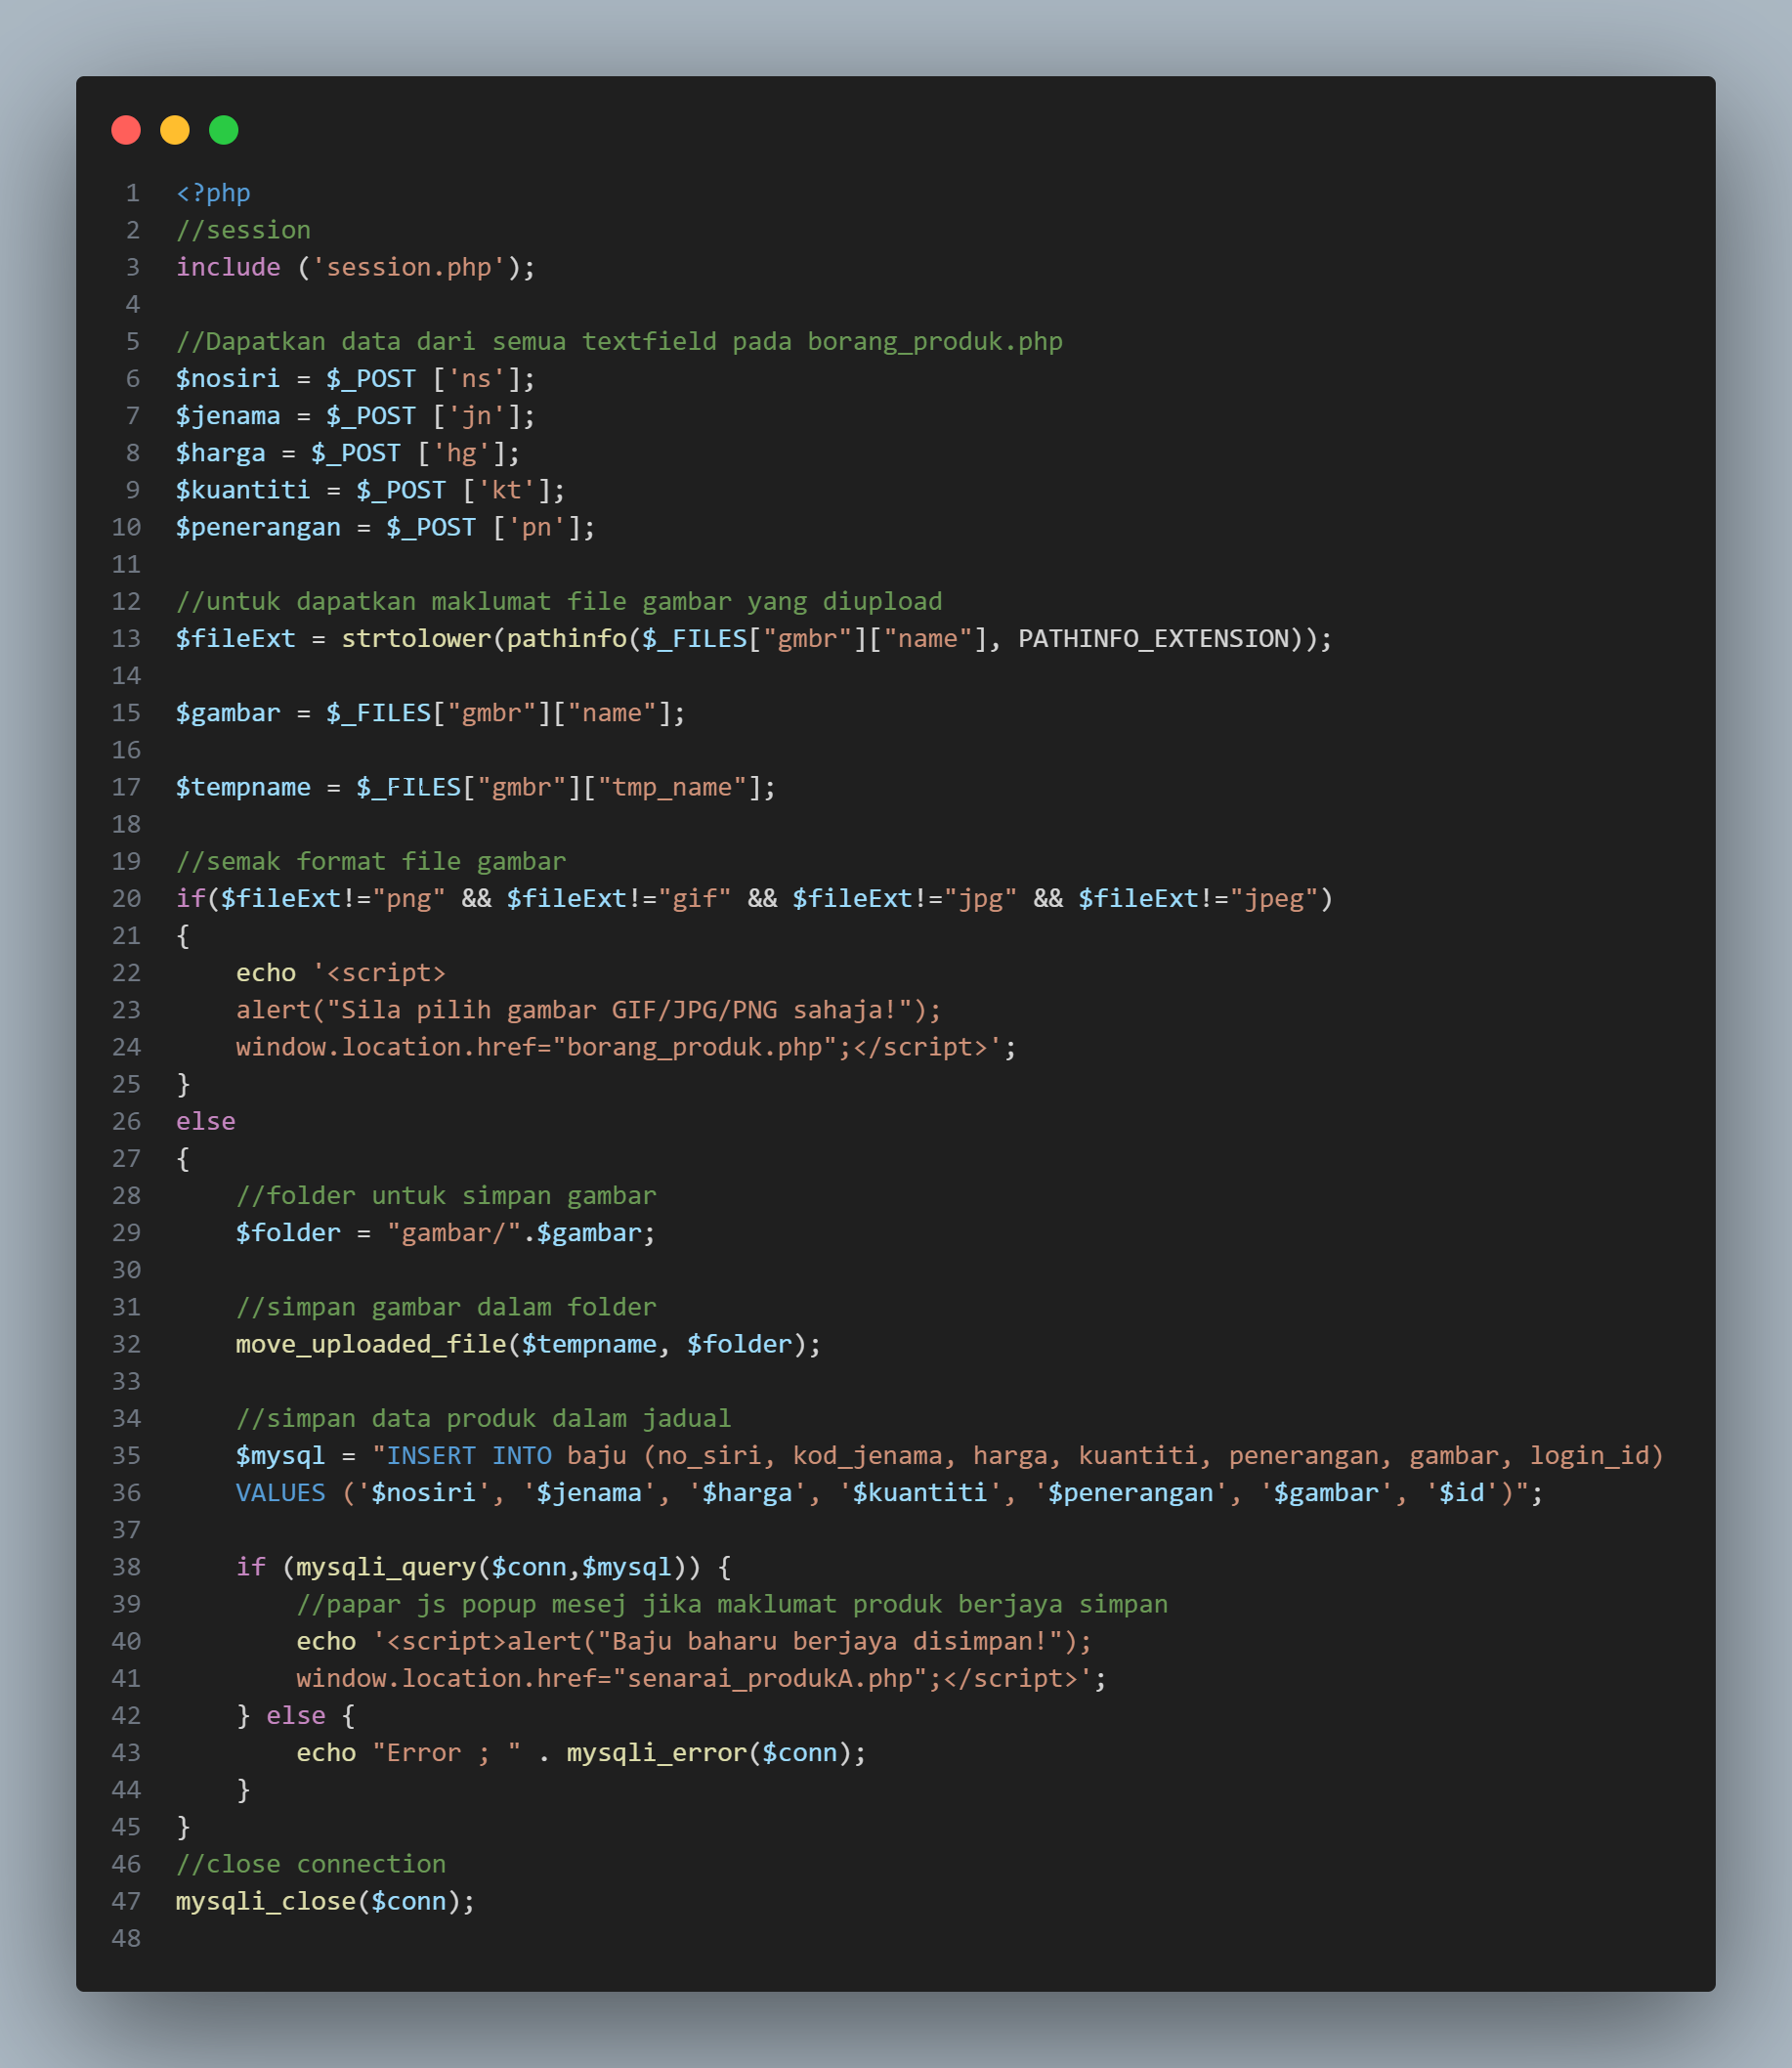 1 <?php
2 //session
3 include ('session.php');
4
5 //Dapatkan data dari semua textfield pada borang_produk.php
6 $nosiri = $_POST ['ns'];
7 $jenama = $_POST ['jn'];
8 $harga = $_POST ['hg'];
9 $kuantiti = $_POST ['kt'];
10 $penerangan = $_POST ['pn'];
11
12 //untuk dapatkan maklumat file gambar yang diupload
13 $fileExt = strtolower(pathinfo($_FILES["gmbr"]["name"], PATHINFO_EXTENSION));
14
15 $gambar = $_FILES["gmbr"]["name"];
16
17 $tempname = $_FILES["gmbr"]["tmp_name"];
18
19 //semak format file gambar
20 if($fileExt!="png" && $fileExt!="gif" && $fileExt!="jpg" && $fileExt!="jpeg")
21 {
22     echo '<script>
23     alert("Sila pilih gambar GIF/JPG/PNG sahaja!");
24     window.location.href="borang_produk.php";</script>';
25 }
26 else
27 {
28     //folder untuk simpan gambar
29     $folder = "gambar/".$gambar;
30
31     //simpan gambar dalam folder
32     move_uploaded_file($tempname, $folder);
33
34     //simpan data produk dalam jadual
35     $mysql = "INSERT INTO baju (no_siri, kod_jenama, harga, kuantiti, penerangan, gambar, login_id)
36     VALUES ('$nosiri', '$jenama', '$harga', '$kuantiti', '$penerangan', '$gambar', '$id')";
37
38     if (mysqli_query($conn,$mysql)) {
39         //papar js popup mesej jika maklumat produk berjaya simpan
40         echo '<script>alert("Baju baharu berjaya disimpan!");
41         window.location.href="senarai_produkA.php";</script>';
42     } else {
43         echo "Error ; " . mysqli_error($conn);
44     }
45 }
46 //close connection
47 mysqli_close($conn);
48